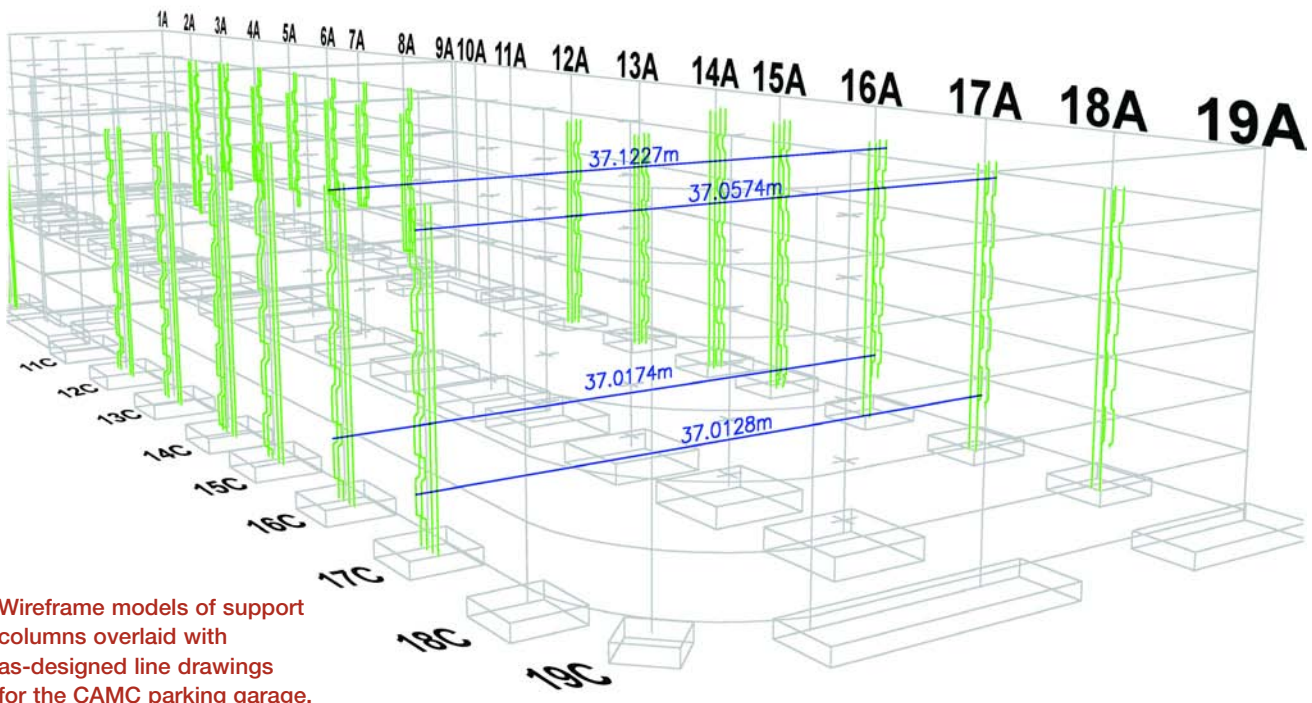 1A 2A 3A 4A 5A 6A 7A 8A 9A 10A 11A 12A 13A 14A 15A 16A 17A 18A 19A
37.1227m
37.0574m
37.0174m
37.0128m
11C
12C
13C
14C
15C
16C
17C
18C
19C
Wireframe models of support
columns overlaid with
as-designed line drawings
for the CAMC parking garage.